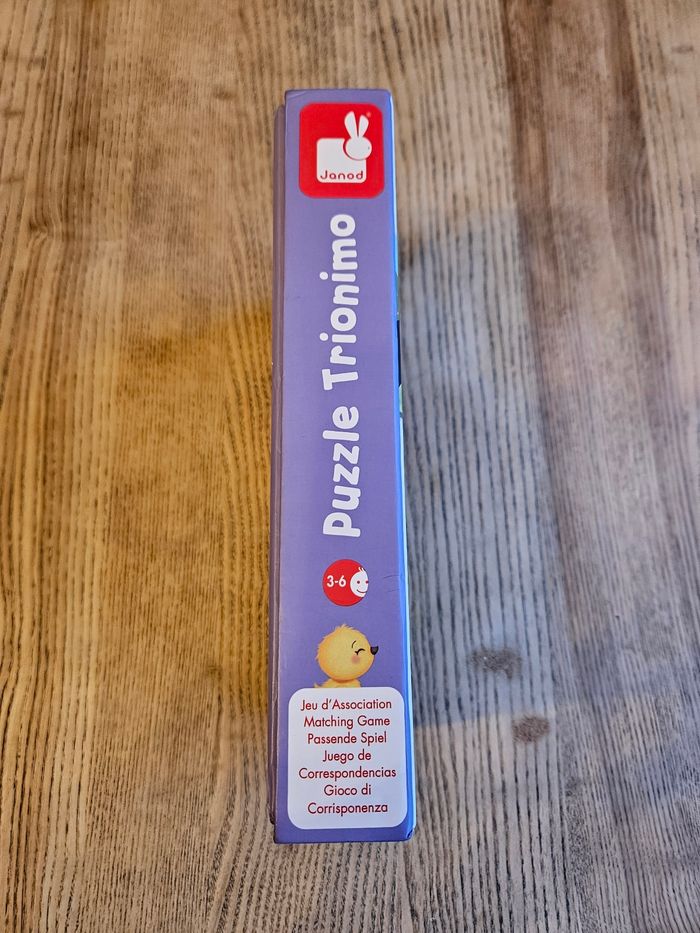 Janod
Puzzle Trionimo
3-6
Jeu d'Association
Matching Game
Passende Spiel
Juego de
Correspondencias
Gioco di
Corrisponenza